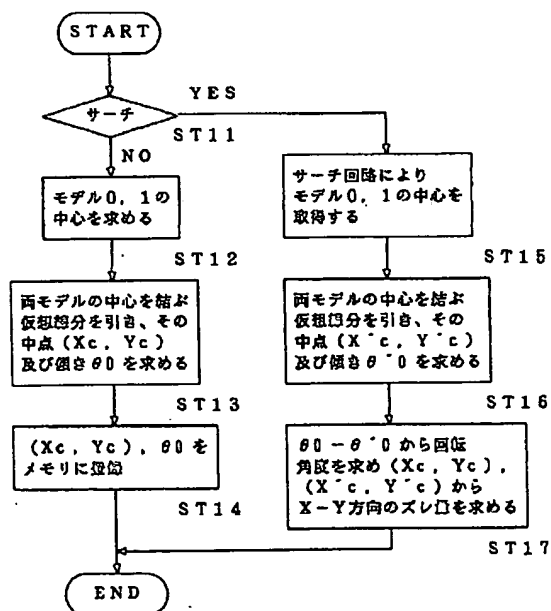 START
サーチ
YES
ST11
NO
モデル0, 1の
中心を求める
ST12
サーチ回路により
モデル0, 1の中心を
取得する
ST15
両モデルの中心を結ぶ
仮想線分を引き、その
中点 (Xc, Yc)
及び傾きθ0を求める
ST13
両モデルの中心を結ぶ
仮想線分を引き、その
中点 (X´c, Y´c)
及び傾きθ´0を求める
ST16
(Xc, Yc), θ0を
メモリに
ST14
θ0-θ´0から回転
角度を求め (Xc, Yc),
(X´c, Y´c) から
X-Y方向のズレ量を求める
ST17
END